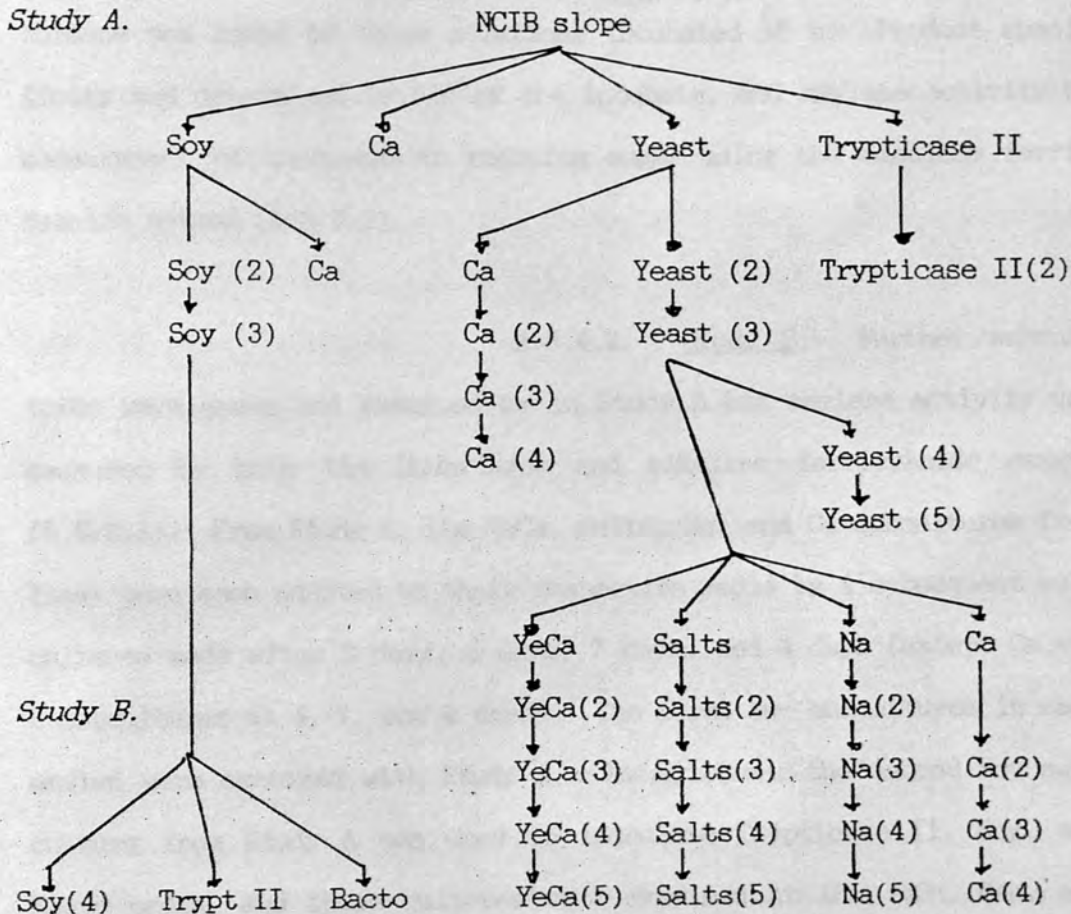 Study A.
NCIB slope
Soy Ca Yeast Trypticase II
Soy (2) Ca Ca Yeast (2) Trypticase II(2)
Soy (3) Ca (2) Yeast (3)
Ca (3)
Ca (4) Yeast (4)
Yeast (5)
YeCa Salts Na Ca
Study B.
YeCa(2) Salts(2) Na(2)
YeCa(3) Salts(3) Na(3) Ca(2)
YeCa(4) Salts(4) Na(4) Ca(3)
Soy(4) Trypt II Bacto YeCa(5 Salts(5) Na(5) Ca(4)